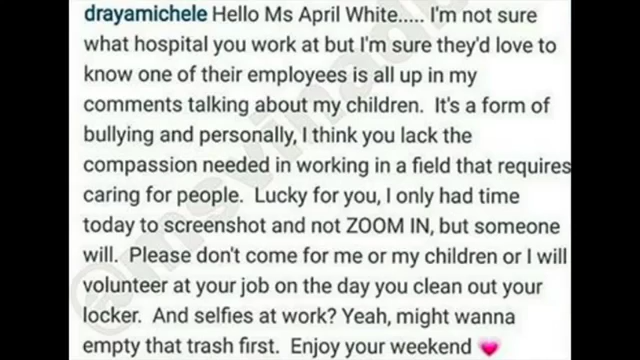 drayamichele Hello Ms April White..... I'm not sure
what hospital you work at but I'm sure they'd love to
know one of their employees is all up in my
comments talking about my children. It's a form of
bullying and personally, I think you lack the
compassion needed in working in a field that requires
caring for people. Lucky for you, I only had time
today to screenshot and not ZOOM IN, but someone
will. Please don't come for me or my children or I will
volunteer at your job on the day you clean out your
locker. And selfies at work? Yeah, might wanna
empty that trash first. Enjoy your weekend 💗